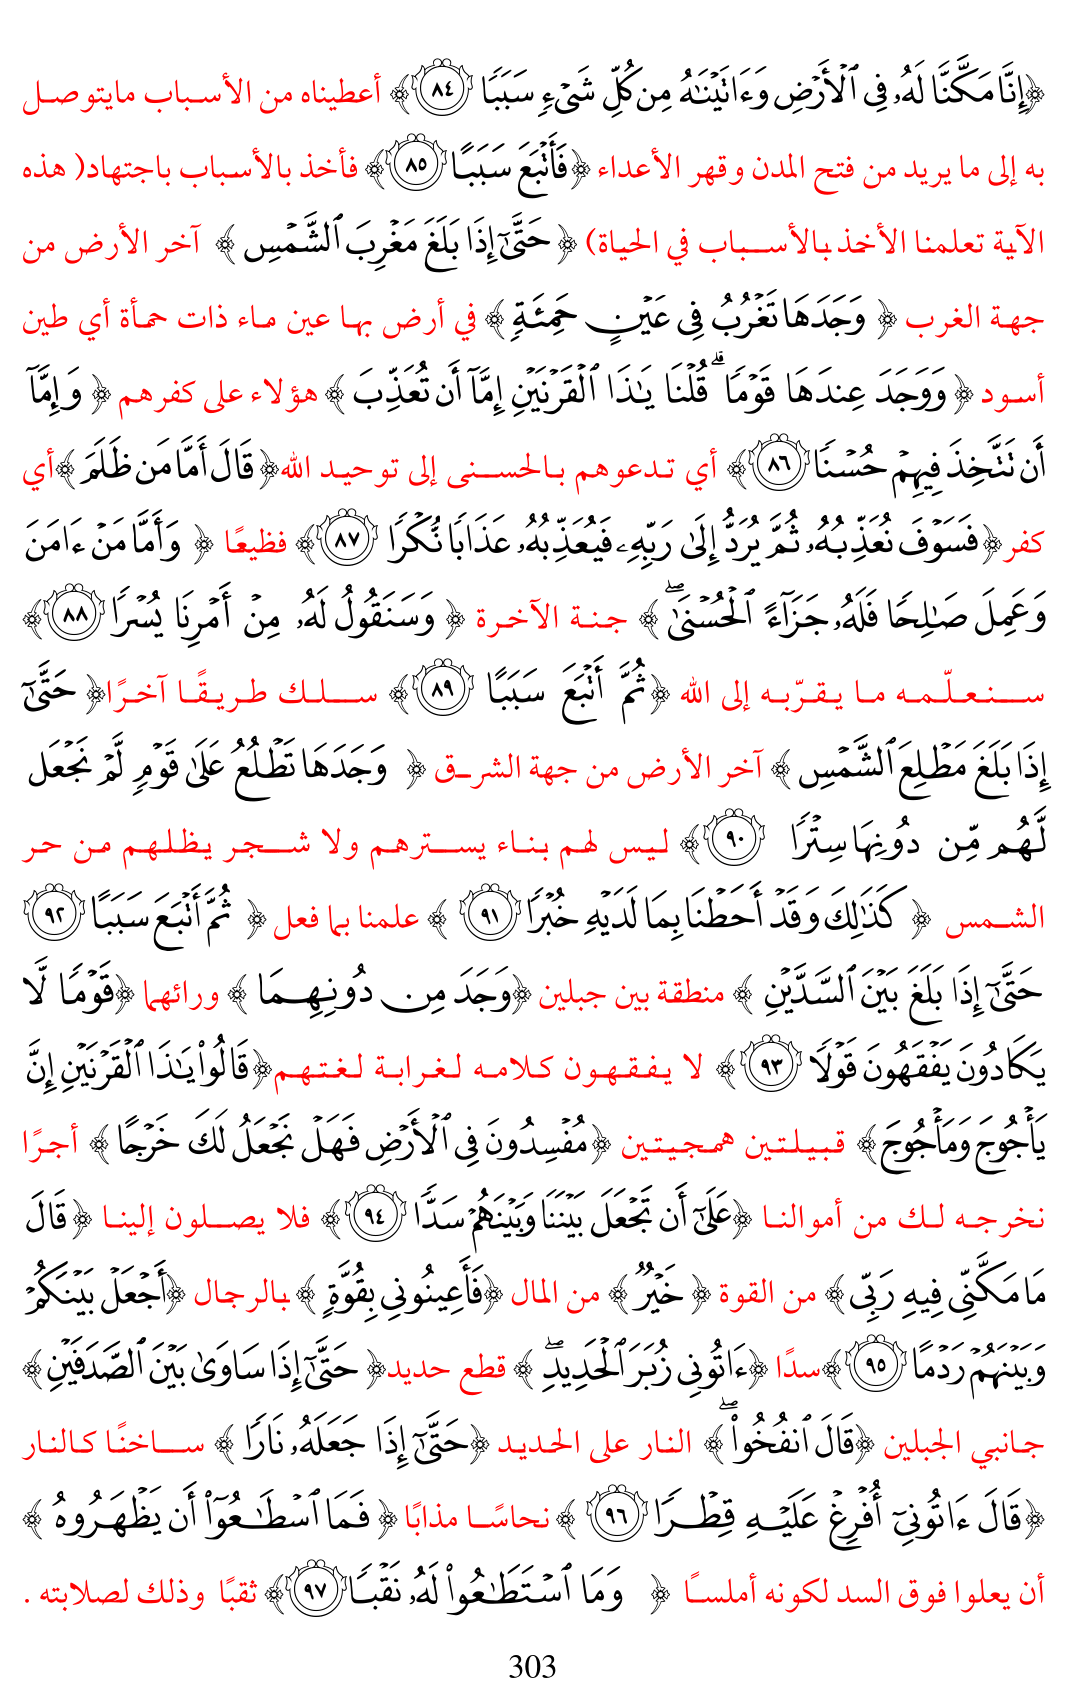 ﴿إِنَّا مَكَّنَّا لَهُۥ فِى ٱلْأَرْضِ وَءَاتَيْنَٰهُ مِن كُلِّ شَىْءٍ سَبَبًا ٨٤﴾ أعطيناه من الأسباب مايتوصل
به إلى ما يريد من فتح المدن وقهر الأعداء ﴿فَأَتْبَعَ سَبَبًا ٨٥﴾ فأخذ بالأسباب باجتهاد( هذه
الآية تعلمنا الأخذ بالأسباب في الحياة) ﴿حَتَّىٰٓ إِذَا بَلَغَ مَغْرِبَ ٱلشَّمْسِ ﴾ آخر الأرض من
جهة الغرب ﴿ وَجَدَهَا تَغْرُبُ فِى عَيْنٍ حَمِئَةٍ ﴾ في أرض بها عين ماء ذات حمأة أي طين
أسود ﴿ وَوَجَدَ عِندَهَا قَوْمًا ۗ قُلْنَا يَٰذَا ٱلْقَرْنَيْنِ إِمَّآ أَن تُعَذِّبَ ﴾ هؤلاء على كفرهم ﴿ وَإِمَّآ
أَن تَتَّخِذَ فِيهِمْ حُسْنًا ٨٦﴾ أي تدعوهم بالحسنى إلى توحيد الله﴿ قَالَ أَمَّا مَن ظَلَمَ ﴾أي
كفر﴿ فَسَوْفَ نُعَذِّبُهُۥ ثُمَّ يُرَدُّ إِلَىٰ رَبِّهِۦ فَيُعَذِّبُهُۥ عَذَابًا نُّكْرًا ٨٧﴾ فظيعًا ﴿ وَأَمَّا مَنْ ءَامَنَ
وَعَمِلَ صَٰلِحًا فَلَهُۥ جَزَآءً ٱلْحُسْنَىٰ ۖ ﴾ جنة الآخرة ﴿ وَسَنَقُولُ لَهُۥ مِنْ أَمْرِنَا يُسْرًا ٨٨﴾
سنعلّمه ما يقرّبه إلى الله ﴿ثُمَّ أَتْبَعَ سَبَبًا ٨٩﴾ سلك طريقًا آخرًا﴿ حَتَّىٰٓ
إِذَا بَلَغَ مَطْلِعَ ٱلشَّمْسِ ﴾ آخر الأرض من جهة الشرق ﴿ وَجَدَهَا تَطْلُعُ عَلَىٰ قَوْمٍ لَّمْ نَجْعَل
لَّهُم مِّن دُونِهَا سِتْرًا ٩٠﴾ ليس لهم بناء يسترهم ولا شجر يظلهم من حر
الشمس ﴿ كَذَٰلِكَ وَقَدْ أَحَطْنَا بِمَا لَدَيْهِ خُبْرًا ٩١ ﴾ علمنا بما فعل ﴿ ثُمَّ أَتْبَعَ سَبَبًا ٩٢
حَتَّىٰٓ إِذَا بَلَغَ بَيْنَ ٱلسَّدَّيْنِ ﴾ منطقة بين جبلين ﴿وَجَدَ مِن دُونِهِمَا ﴾ ورائهما ﴿قَوْمًا لَّا
يَكَادُونَ يَفْقَهُونَ قَوْلًا ٩٣﴾ لا يفقهون كلامه لغرابة لغتهم﴿ قَالُوا۟ يَٰذَا ٱلْقَرْنَيْنِ إِنَّ
يَأْجُوجَ وَمَأْجُوجَ﴾ قبيلتين همجيتين ﴿مُفْسِدُونَ فِى ٱلْأَرْضِ فَهَلْ نَجْعَلُ لَكَ خَرْجًا ﴾ أجرًا
نخرجه لك من أموالنا ﴿عَلَىٰٓ أَن تَجْعَلَ بَيْنَنَا وَبَيْنَهُمْ سَدًّا ٩٤﴾ فلا يصلون إلينا ﴿ قَالَ
مَا مَكَّنِّى فِيهِ رَبِّى ﴾ من القوة ﴿ خَيْرٌ ﴾ من المال ﴿فَأَعِينُونِى بِقُوَّةٍ ﴾ بالرجال ﴿أَجْعَلْ بَيْنَكُمْ
وَبَيْنَهُمْ رَدْمًا ٩٥﴾سدًا ﴿ءَاتُونِى زُبَرَ ٱلْحَدِيدِ ۖ ﴾ قطع حديد﴿ حَتَّىٰٓ إِذَا سَاوَىٰ بَيْنَ ٱلصَّدَفَيْنِ ﴾
جانبي الجبلين ﴿قَالَ ٱنفُخُوا۟ ۖ ﴾ النار على الحديد ﴿حَتَّىٰٓ إِذَا جَعَلَهُۥ نَارًا ﴾ ساخنًا كالنار
﴿ قَالَ ءَاتُونِىٓ أُفْرِغْ عَلَيْهِ قِطْرًا ٩٦ ﴾ نحاسًا مذابًا ﴿ فَمَا ٱسْطَٰعُوٓا۟ أَن يَظْهَرُوهُ ﴾
أن يعلوا فوق السد لكونه أملسًا ﴿ وَمَا ٱسْتَطَٰعُوا۟ لَهُۥ نَقْبًا ٩٧﴾ ثقبًا وذلك لصلابته .
303